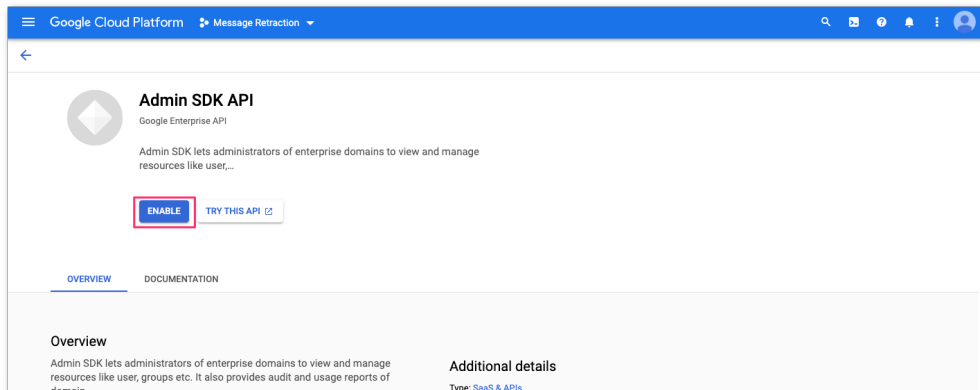 Google Cloud Platform Message Retraction
Admin SDK API
Google Enterprise API
Admin SDK lets administrators of enterprise domains to view and manage
resources like user,...
ENABLE TRY THIS API
OVERVIEW DOCUMENTATION
Overview
Admin SDK lets administrators of enterprise domains to view and manage
resources like user, groups etc. It also provides audit and usage reports of
domain.
Additional details
Type: SaaS & APIs